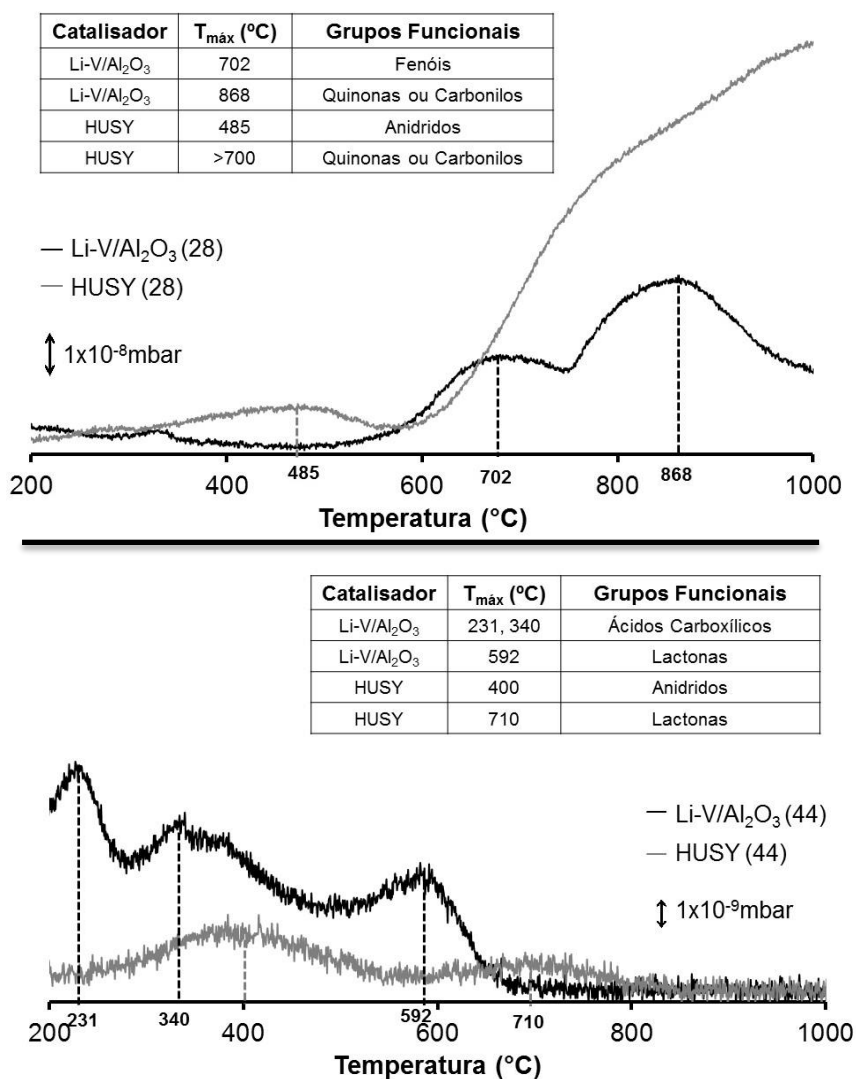 Catalisador Tmáx (ºC) Grupos Funcionais
Li-V/Al2O3 702 Fenóis
Li-V/Al2O3 868 Quinonas ou Carbonilos
HUSY 485 Anidridos
HUSY >700 Quinonas ou Carbonilos
Li-V/Al2O3 (28)
HUSY (28)
1x10-8mbar
485 702 868
200 400 600 800 1000
Temperatura (°C)
Catalisador Tmáx (ºC) Grupos Funcionais
Li-V/Al2O3 231, 340 Ácidos Carboxílicos
Li-V/Al2O3 592 Lactonas
HUSY 400 Anidridos
HUSY 710 Lactonas
Li-V/Al2O3 (44)
HUSY (44)
1x10-9mbar
231 340 592 710
200 400 600 800 1000
Temperatura (°C)